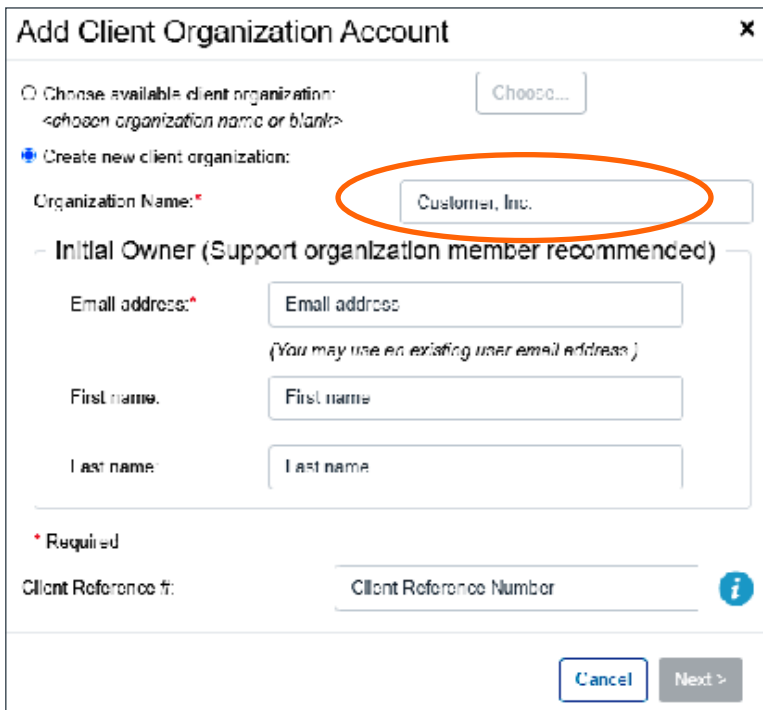 Add Client Organization Account ×
Choose available client organization: Choose...
<chosen organization name or blank>
Create new client organization:
Organization Name:* Customer, Inc.
Initial Owner (Support organization member recommended)
Email address:* Email address
(You may use an existing user email address.)
First name: First name
Last name: Last name
* Required
Client Reference #: Client Reference Number i
Cancel Next >